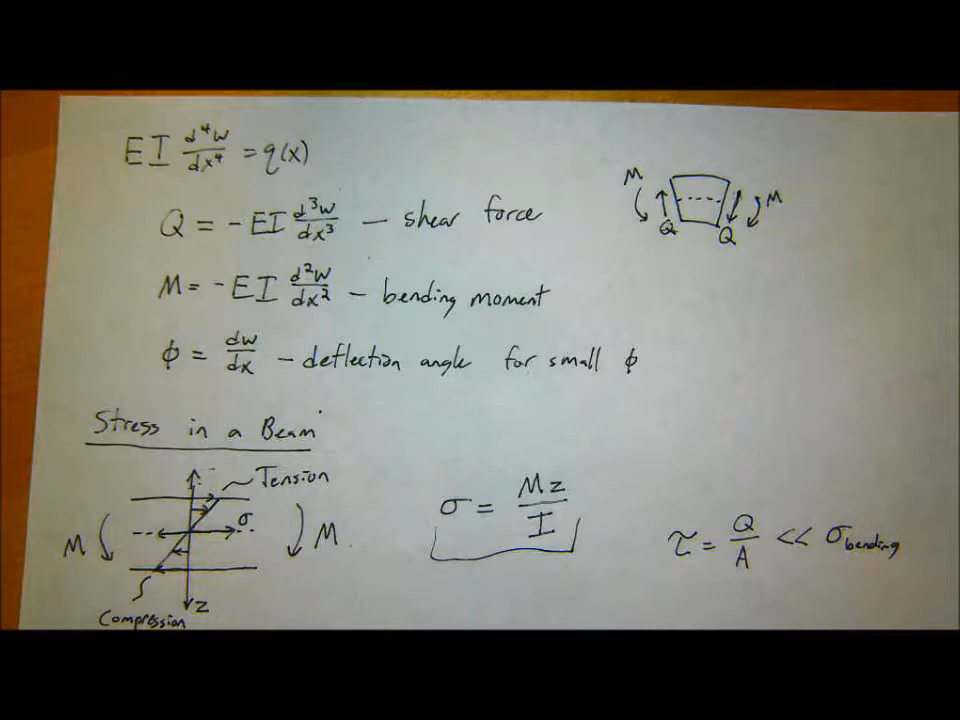 EI d⁴w/dx⁴ = q(x)
M M
Q Q
Q = -EI d³w/dx³ — shear force
M = -EI d²w/dx² — bending moment
ϕ = dw/dx — deflection angle for small ϕ
Stress in a Beam
Tension
σ
M M
z
Compression
σ = Mz/I
τ = Q/A << σbending